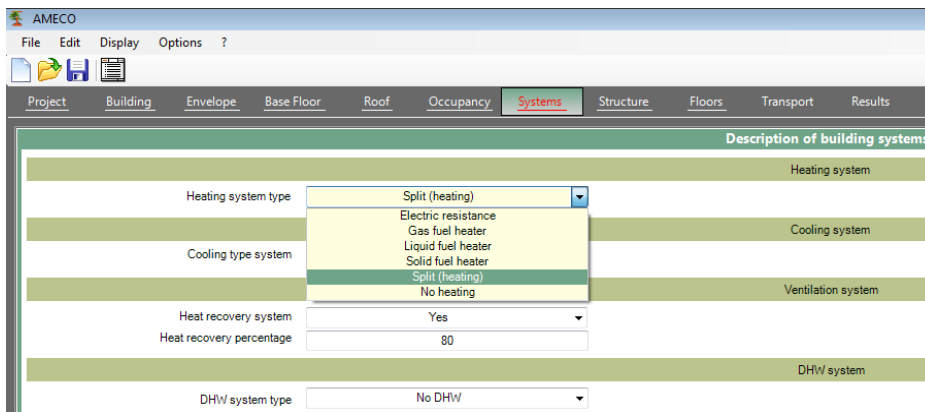 AMECO
File Edit Display Options ?
Project Building Envelope Base Floor Roof Occupancy Systems Structure Floors Transport Results
Description of building systems
Heating system
Heating system type Split (heating)
Electric resistance
Gas fuel heater
Cooling system
Liquid fuel heater
Cooling type system
Solid fuel heater
Split (heating)
No heating
Ventilation system
Heat recovery system Yes
Heat recovery percentage 80
DHW system
DHW system type No DHW